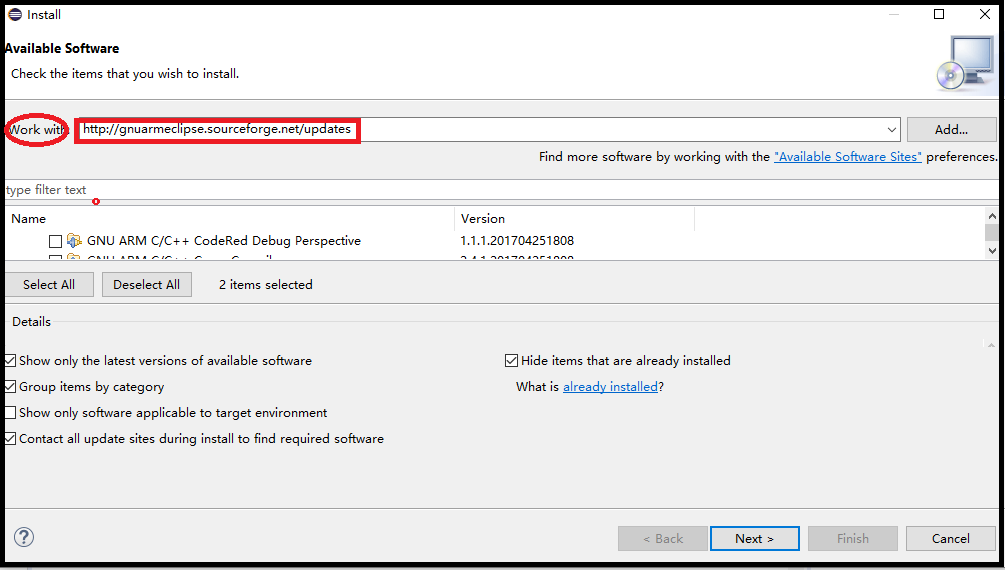 Install
Available Software
Check the items that you wish to install.
Work with: http://gnuarmeclipse.sourceforge.net/updates Add...
Find more software by working with the "Available Software Sites" preferences.
type filter text
Name Version
GNU ARM C/C++ CodeRed Debug Perspective 1.1.1.201704251808
Select All Deselect All 2 items selected
Details
Show only the latest versions of available software Hide items that are already installed
Group items by category What is already installed?
Show only software applicable to target environment
Contact all update sites during install to find required software
? < Back Next > Finish Cancel